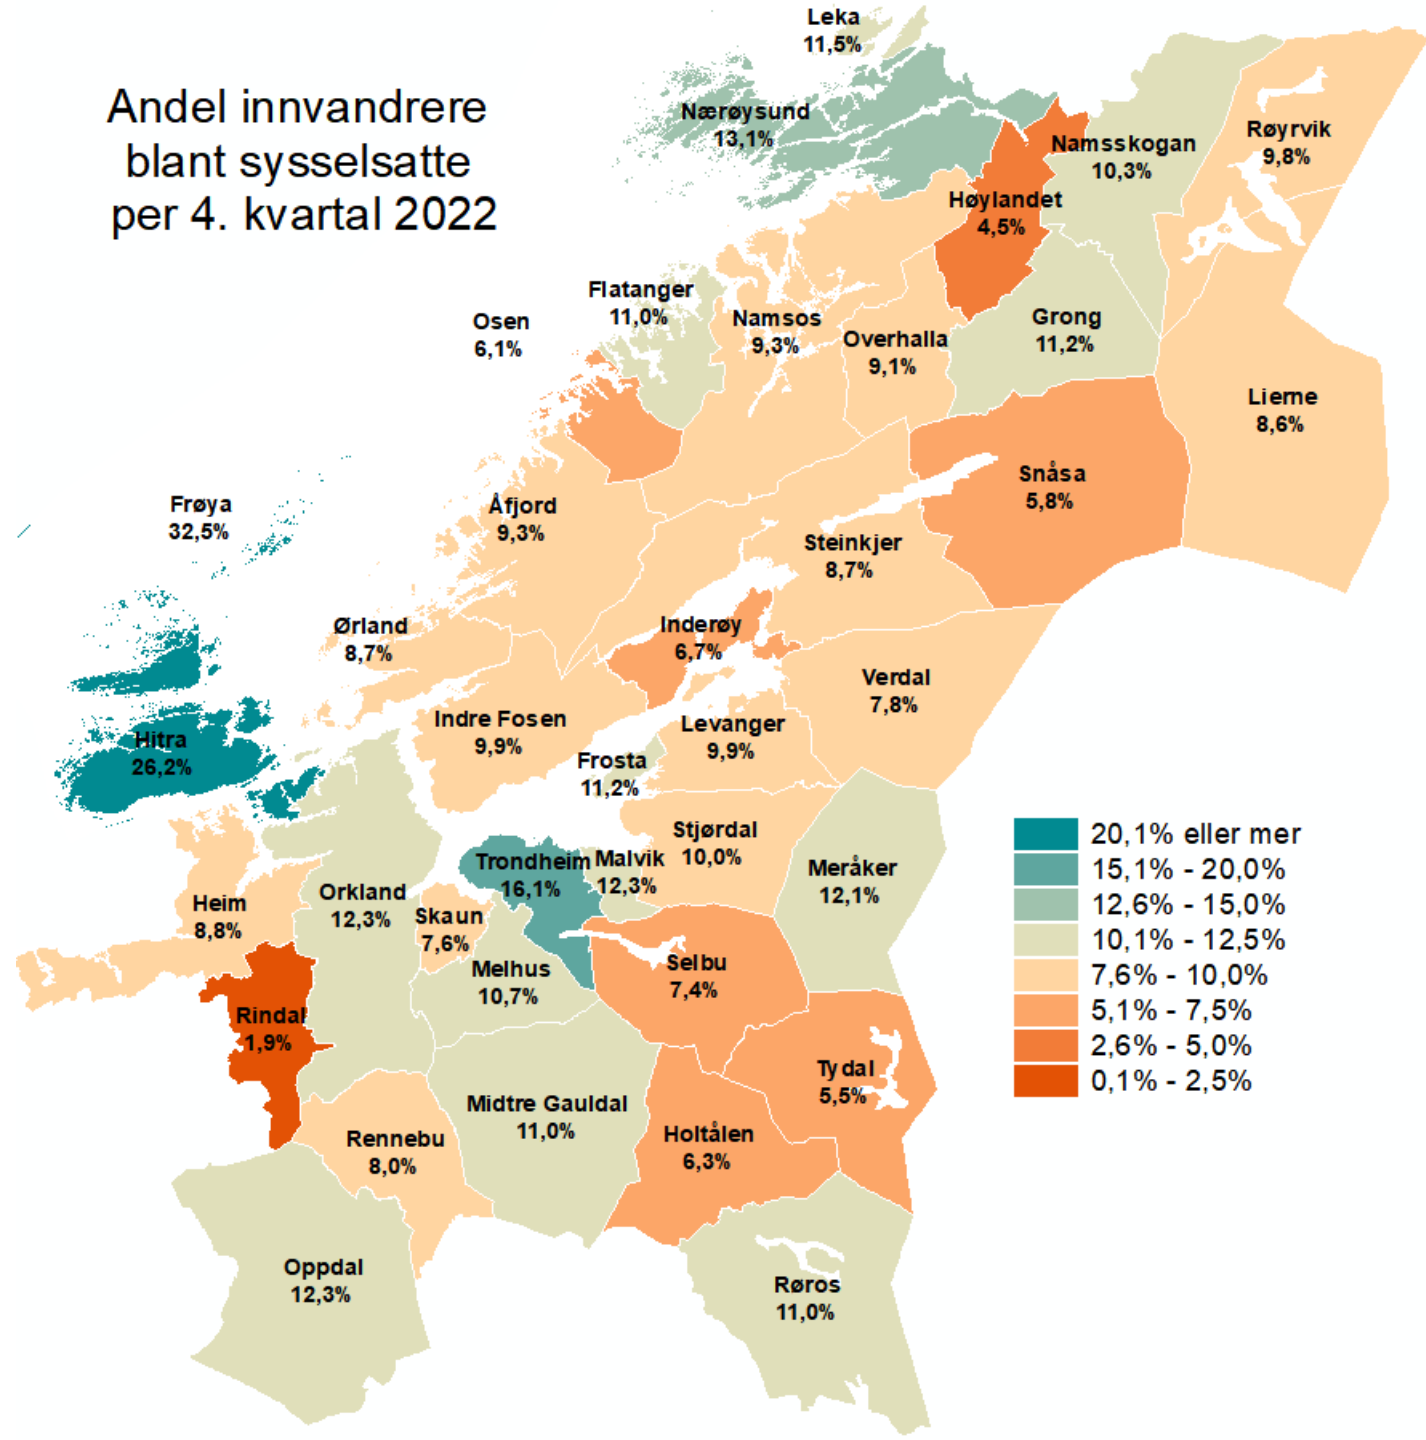 Andel innvandrere
blant sysselsatte
per 4. kvartal 2022
Leka
11,5%
Nærøysund
13,1%
Røyrvik
9,8%
Namsskogan
10,3%
Høylandet
4,5%
Flatanger
11,0%
Osen
6,1%
Namsos
9,3%
Overhalla
9,1%
Grong
11,2%
Lierne
8,6%
Snåsa
5,8%
Frøya
32,5%
Åfjord
9,3%
Steinkjer
8,7%
Ørland
8,7%
Inderøy
6,7%
Verdal
7,8%
Indre Fosen
9,9%
Levanger
9,9%
Hitra
26,2%
Frosta
11,2%
Stjørdal
10,0%
Trondheim
16,1%
Malvik
12,3%
Meråker
12,1%
Heim
8,8%
Orkland
12,3%
Skaun
7,6%
Melhus
10,7%
Selbu
7,4%
Rindal
1,9%
Tydal
5,5%
Midtre Gauldal
11,0%
Rennebu
8,0%
Holtålen
6,3%
Oppdal
12,3%
Røros
11,0%
20,1% eller mer
15,1% - 20,0%
12,6% - 15,0%
10,1% - 12,5%
7,6% - 10,0%
5,1% - 7,5%
2,6% - 5,0%
0,1% - 2,5%